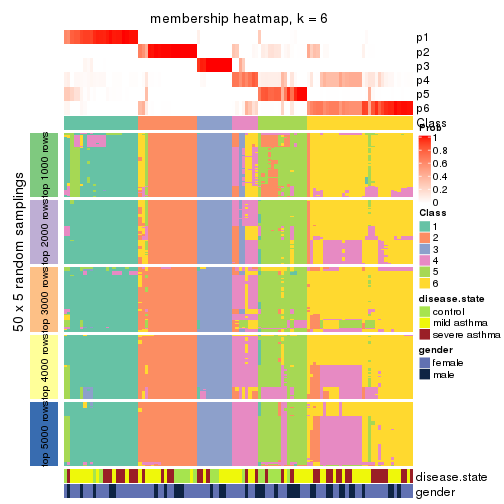 membership heatmap, k = 6
p1
p2
p3
p4
p5
p6
Class
Prob
1
0.8
0.6
0.4
0.2
0
Class
1
2
3
4
5
6
disease.state
control
mild asthma
severe asthma
gender
female
male
50 x 5 random samplings
top 1000 rows
top 2000 rows
top 3000 rows
top 4000 rows
top 5000 rows
disease.state
gender